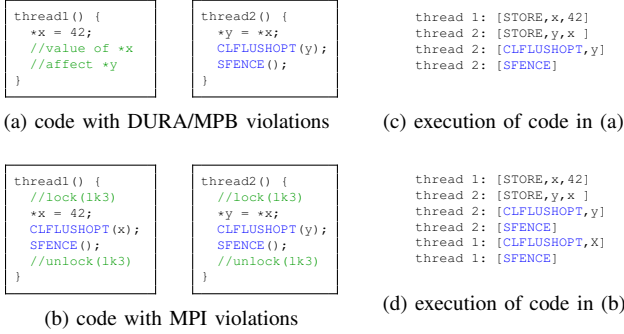 thread1() {
*x = 42;
//value of *x
//affect *y
}
thread2() {
*y = *x;
CLFLUSHOPT(y);
SFENCE();
}
(a) code with DURA/MPB violations
thread 1: [STORE,x,42]
thread 2: [STORE,y,x ]
thread 2: [CLFLUSHOPT,y]
thread 2: [SFENCE]
(c) execution of code in (a)
thread1() {
//lock(lk3)
*x = 42;
CLFLUSHOPT(x);
SFENCE();
//unlock(lk3)
}
thread2() {
//lock(lk3)
*y = *x;
CLFLUSHOPT(y);
SFENCE();
//unlock(lk3)
}
(b) code with MPI violations
thread 1: [STORE,x,42]
thread 2: [STORE,y,x ]
thread 2: [CLFLUSHOPT,y]
thread 2: [SFENCE]
thread 1: [CLFLUSHOPT,X]
thread 1: [SFENCE]
(d) execution of code in (b)